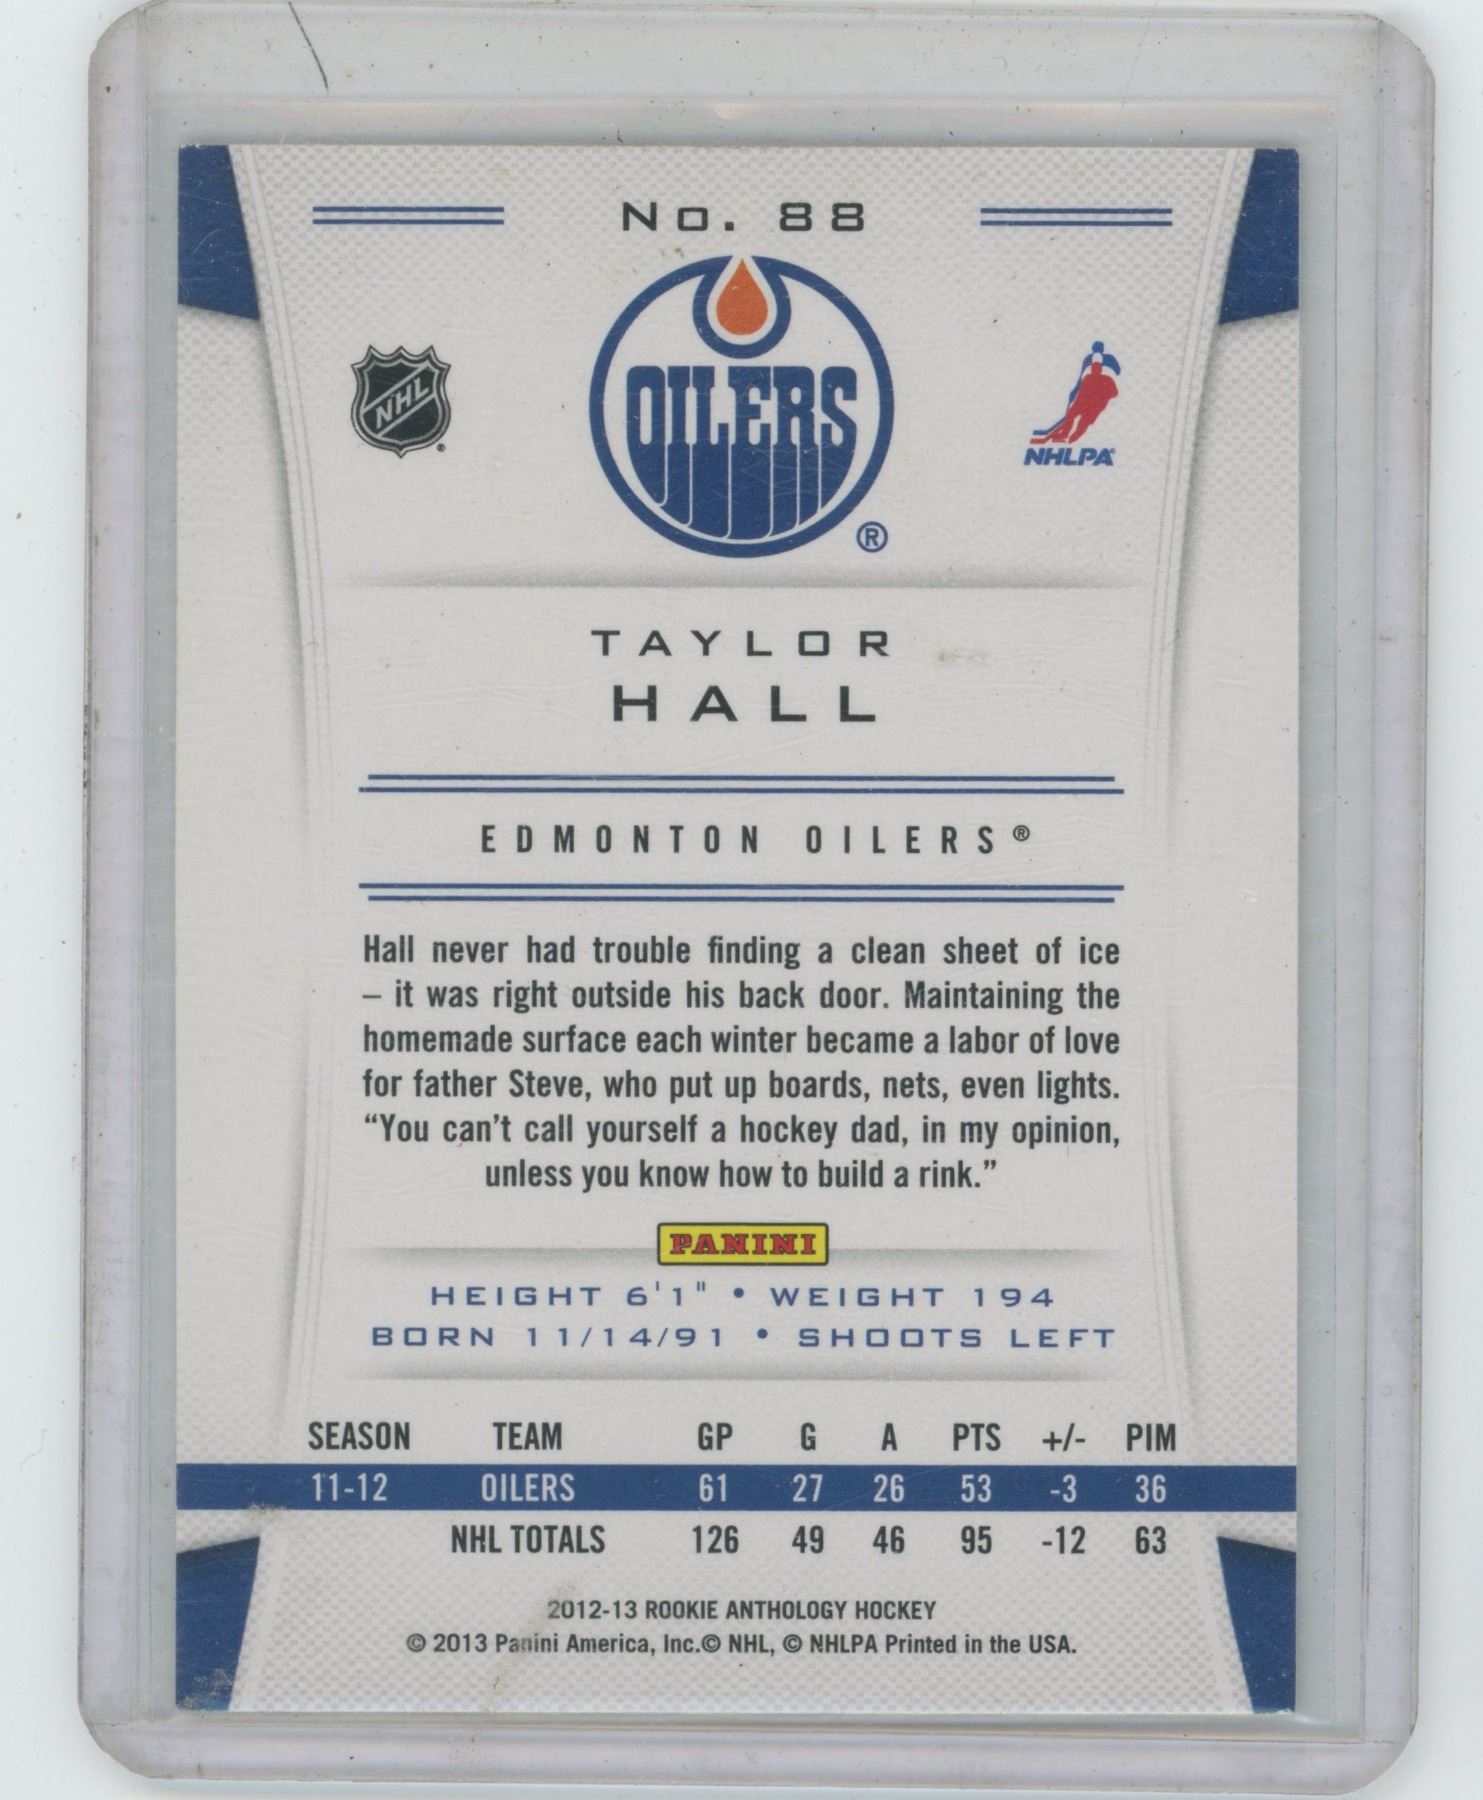 No. 88
OILERS®
NHL
NHLPA
TAYLOR
HALL
EDMONTON OILERS®
Hall never had trouble finding a clean sheet of ice
– it was right outside his back door. Maintaining the
homemade surface each winter became a labor of love
for father Steve, who put up boards, nets, even lights.
“You can't call yourself a hockey dad, in my opinion,
unless you know how to build a rink.”
PANINI
HEIGHT 6'1" • WEIGHT 194
BORN 11/14/91 • SHOOTS LEFT
SEASON TEAM GP G A PTS +/- PIM
11-12 OILERS 61 27 26 53 -3 36
NHL TOTALS 126 49 46 95 -12 63
2012-13 ROOKIE ANTHOLOGY HOCKEY
© 2013 Panini America, Inc.© NHL, © NHLPA Printed in the USA.